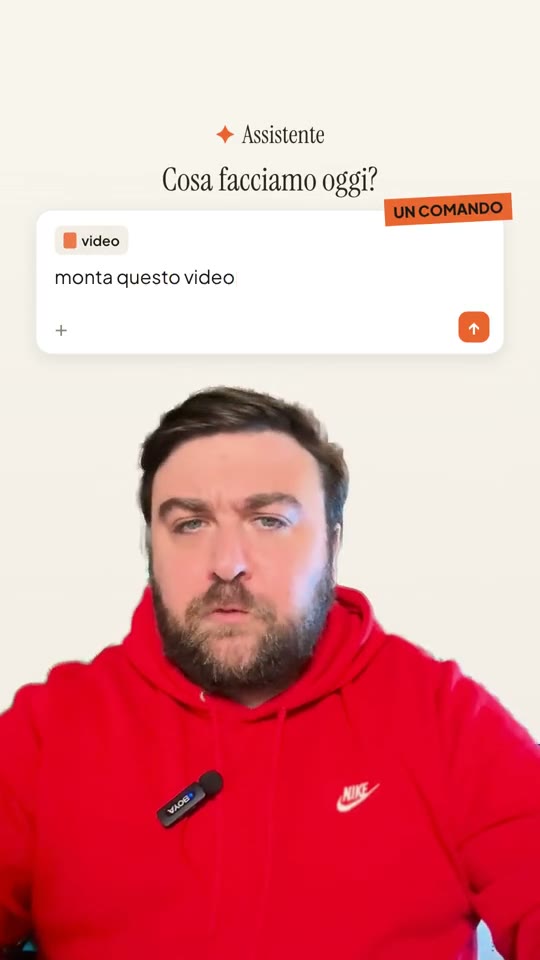 Assistente
Cosa facciamo oggi?
UN COMANDO
video
monta questo video
BOYA
NIKE